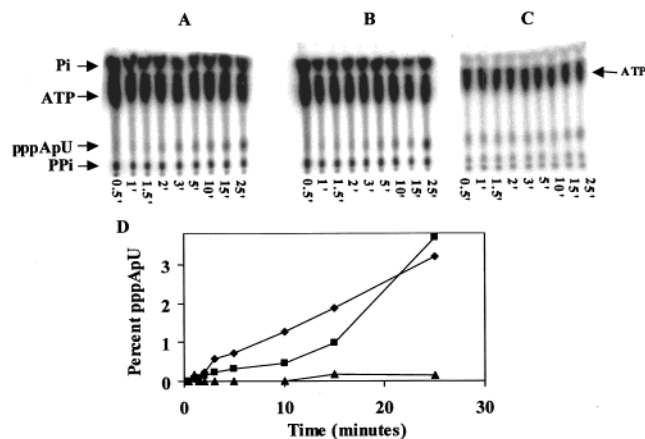 A
B
C
Pi
ATP
ATP
pppApU
PPi
0.5' 1' 1.5' 2' 3' 5' 10' 15' 25'
0.5' 1' 1.5' 2' 3' 5' 10' 15' 25'
0.5' 1' 1.5' 2' 3' 5' 10' 15' 25'
D
Percent pppApU
3
2
1
0
0 10 20 30
Time (minutes)